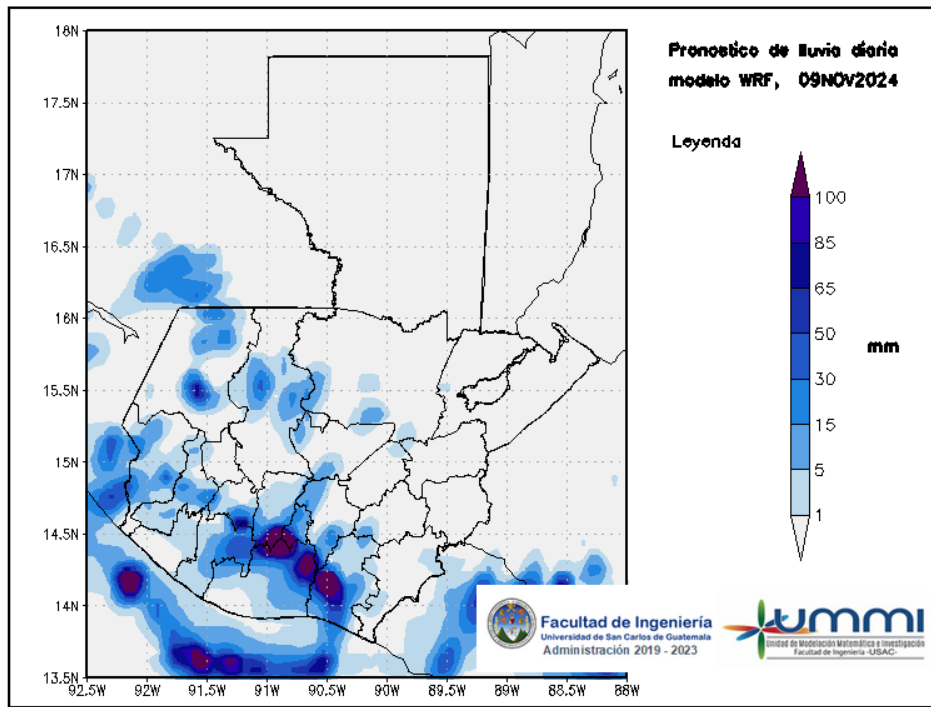 Pronostico de lluvia diaria
modelo WRF, 09NOV2024
Leyenda
100
85
65
50
30
15
5
1
mm
18N
17.5N
17N
16.5N
16N
15.5N
15N
14.5N
14N
13.5N
92.5W
92W
91.5W
91W
90.5W
90W
89.5W
89W
88.5W
88W
Facultad de Ingeniería
Universidad de San Carlos de Guatemala
Administración 2019 - 2023
UMMI
Unidad de Modelación Matemática e Investigación
Facultad de Ingeniería -USAC-